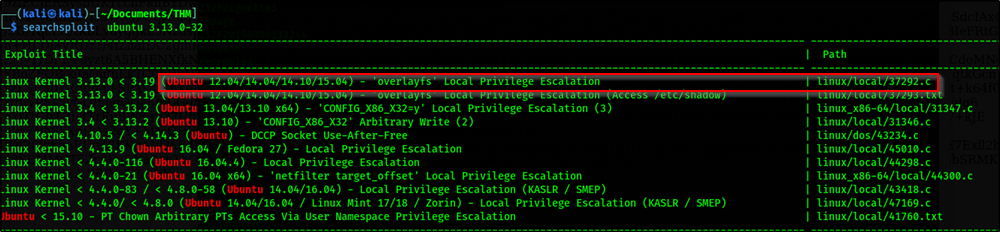 (kali㉿kali)-[~/Documents/THM]
$ searchsploit ubuntu 3.13.0-32
Exploit Title | Path
inux Kernel 3.13.0 < 3.19 (Ubuntu 12.04/14.04/14.10/15.04) - 'overlayfs' Local Privilege Escalation | linux/local/37292.c
inux Kernel 3.13.0 < 3.19 (Ubuntu 12.04/14.04/14.10/15.04) - 'overlayfs' Local Privilege Escalation (Access /etc/shadow) | linux/local/37293.txt
inux Kernel 3.4 < 3.13.2 (Ubuntu 13.04/13.10 x64) - 'CONFIG_X86_X32=y' Local Privilege Escalation (3) | linux_x86-64/local/31347.c
inux Kernel 3.4 < 3.13.2 (Ubuntu 13.10) - 'CONFIG_X86_X32' Arbitrary Write (2) | linux/local/31346.c
inux Kernel 4.10.5 / < 4.14.3 (Ubuntu) - DCCP Socket Use-After-Free | linux/dos/43234.c
inux Kernel < 4.13.9 (Ubuntu 16.04 / Fedora 27) - Local Privilege Escalation | linux/local/45010.c
inux Kernel < 4.4.0-116 (Ubuntu 16.04.4) - Local Privilege Escalation | linux/local/44298.c
inux Kernel < 4.4.0-21 (Ubuntu 16.04 x64) - 'netfilter target_offset' Local Privilege Escalation | linux_x86-64/local/44300.c
inux Kernel < 4.4.0-83 / < 4.8.0-58 (Ubuntu 14.04/16.04) - Local Privilege Escalation (KASLR / SMEP) | linux/local/43418.c
inux Kernel < 4.4.0/ < 4.8.0 (Ubuntu 14.04/16.04 / Linux Mint 17/18 / Zorin) - Local Privilege Escalation (KASLR / SMEP) | linux/local/47169.c
Ubuntu < 15.10 - PT Chown Arbitrary PTs Access Via User Namespace Privilege Escalation | linux/local/41760.txt